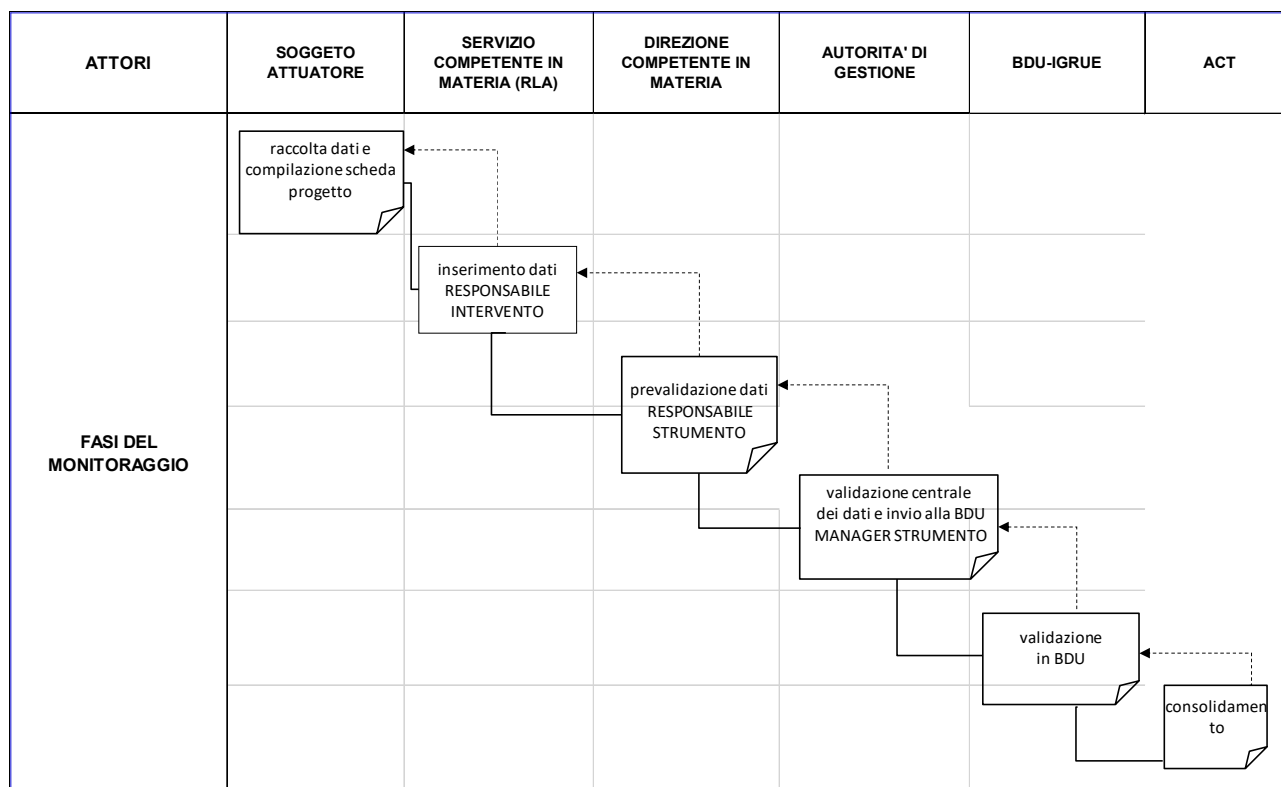 ATTORI
SOGGETO
ATTUATORE
SERVIZIO
COMPETENTE IN
MATERIA (RLA)
DIREZIONE
COMPETENTE IN
MATERIA
AUTORITA' DI
GESTIONE
BDU-IGRUE
ACT
FASI DEL
MONITORAGGIO
raccolta dati e
compilazione scheda
progetto
inserimento dati
RESPONSABILE
INTERVENTO
prevalidazione dati
RESPONSABILE
STRUMENTO
validazione centrale
dei dati e invio alla BDU
MANAGER STRUMENTO
validazione
in BDU
consolidamen
to